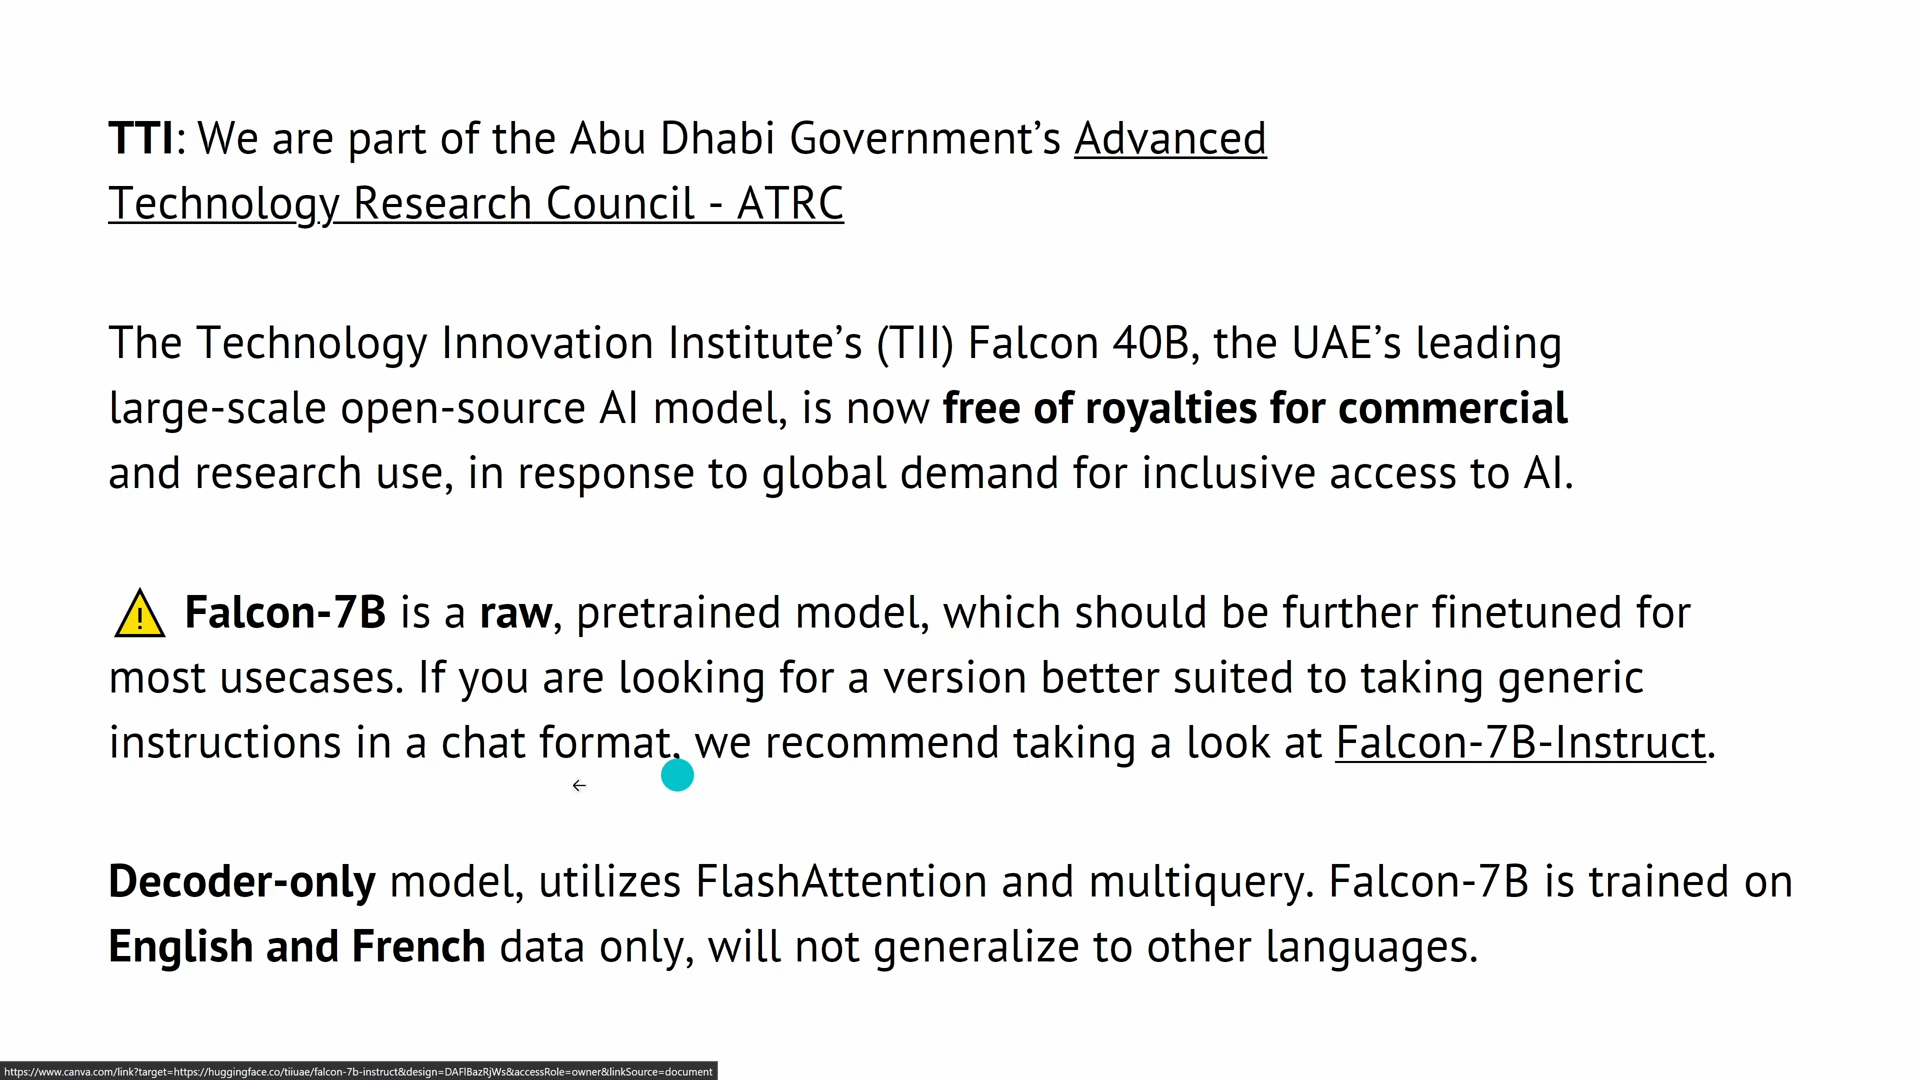 TTI: We are part of the Abu Dhabi Government’s Advanced
Technology Research Council - ATRC
The Technology Innovation Institute’s (TII) Falcon 40B, the UAE’s leading
large-scale open-source AI model, is now free of royalties for commercial
and research use, in response to global demand for inclusive access to AI.
⚠ Falcon-7B is a raw, pretrained model, which should be further finetuned for
most usecases. If you are looking for a version better suited to taking generic
instructions in a chat format, we recommend taking a look at Falcon-7B-Instruct.
Decoder-only model, utilizes FlashAttention and multiquery. Falcon-7B is trained on
English and French data only, will not generalize to other languages.
https://www.canva.com/link?target=https://huggingface.co/tiiuae/falcon-7b-instruct&design=DAFlBazRjWs&accessRole=owner&linkSource=document